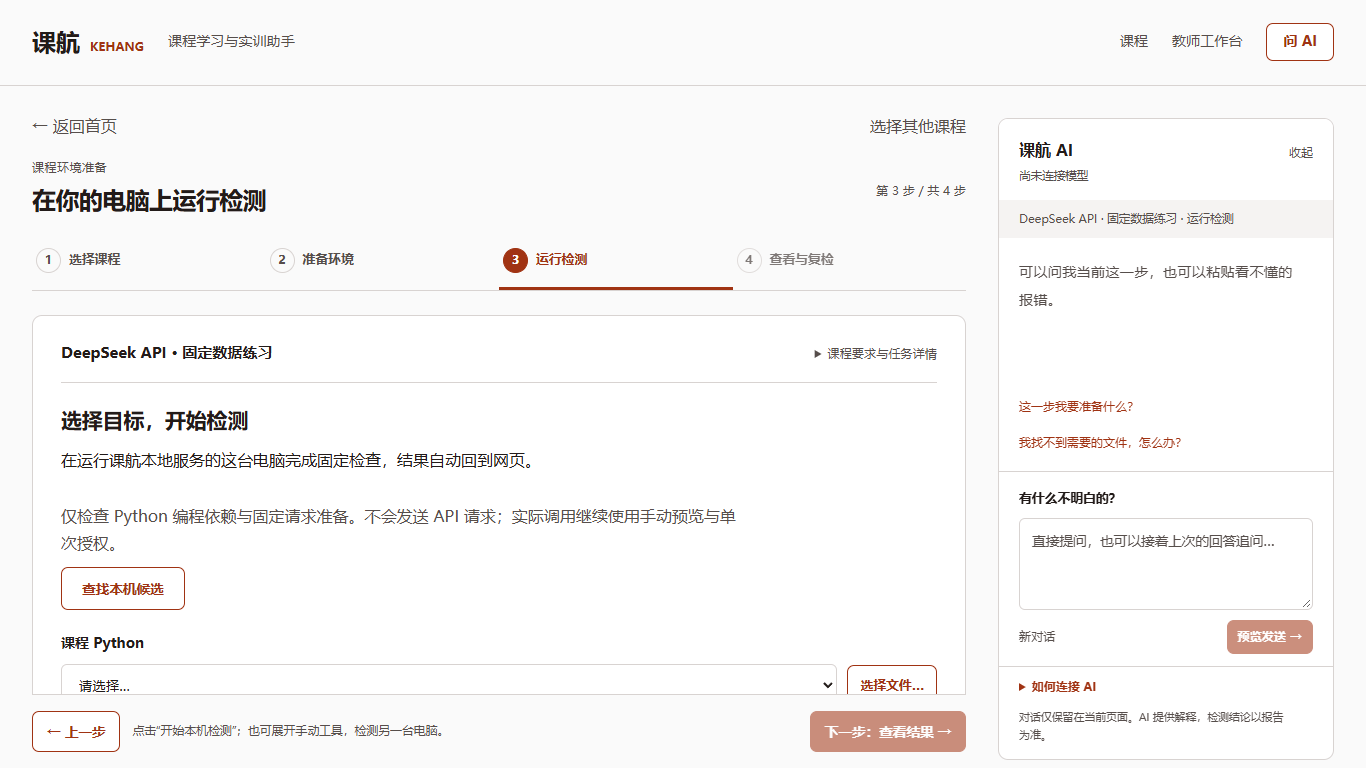 课航 KEHANG 课程学习与实训助手
课程 教师工作台 问 AI
← 返回首页 选择其他课程
课程环境准备
在你的电脑上运行检测
第 3 步 / 共 4 步
1 选择课程 2 准备环境 3 运行检测 4 查看与复检
DeepSeek API • 固定数据练习
▶ 课程要求与任务详情
选择目标，开始检测
在运行课航本地服务的这台电脑完成固定检查，结果自动回到网页。
仅检查 Python 编程依赖与固定请求准备。不会发送 API 请求；实际调用继续使用手动预览与单
次授权。
查找本机候选
课程 Python
请选择... 选择文件...
← 上一步 点击“开始本机检测”；也可展开手动工具，检测另一台电脑。 下一步：查看结果 →
课航 AI
收起
尚未连接模型
DeepSeek API · 固定数据练习 · 运行检测
可以问我当前这一步，也可以粘贴看不懂的
报错。
这一步我要准备什么？
我找不到需要的文件，怎么办？
有什么不明白的？
直接提问，也可以接着上次的回答追问...
新对话 预览发送 →
▶ 如何连接 AI
对话仅保留在当前页面。AI 提供解释，检测结论以报告
为准。